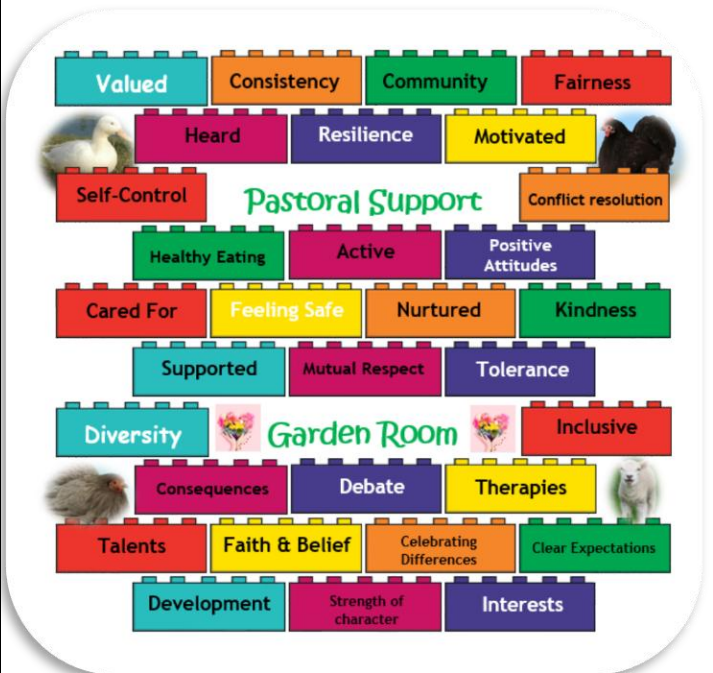 Valued Consistency Community Fairness
Heard Resilience Motivated
Self-Control Pastoral Support Conflict resolution
Healthy Eating Active Positive Attitudes
Cared For Feeling Safe Nurtured Kindness
Supported Mutual Respect Tolerance
Diversity Garden Room Inclusive
Consequences Debate Therapies
Talents Faith & Belief Celebrating Differences Clear Expectations
Development Strength of character Interests